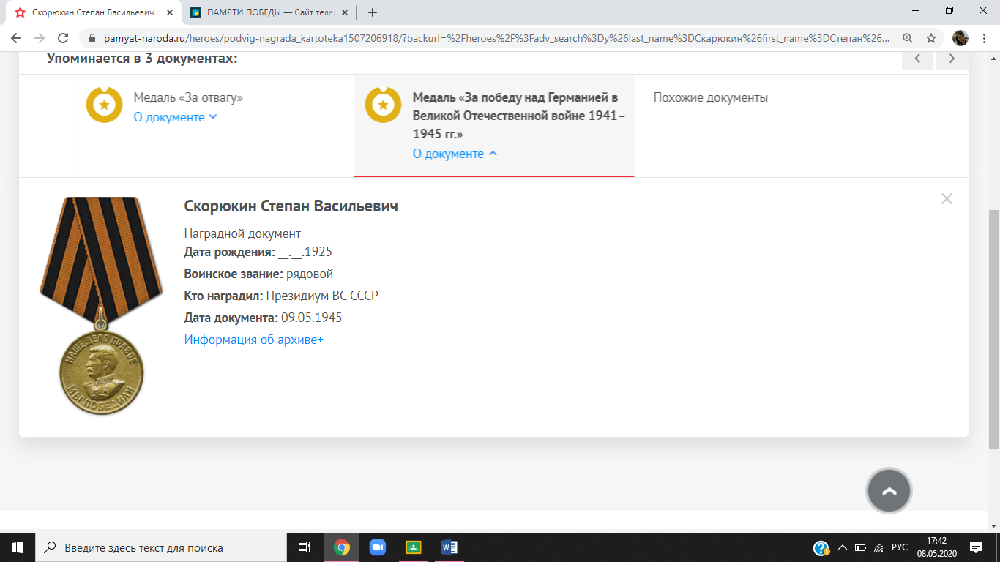 Скорюкин Степан Васильевич
ПАМЯТИ ПОБЕДЫ — Сайт телек
pamyat-naroda.ru/heroes/podvig-nagrada_kartoteka1507206918/?backurl=%2Fheroes%2F%3Fadv_search%3Dy%26last_name%3DСкарюкин%26first_name%3DСтепан%26...
Упоминается в 3 документах:
Медаль «За отвагу»
О документе
Медаль «За победу над Германией в
Великой Отечественной войне 1941–
1945 гг.»
О документе
Похожие документы
Скорюкин Степан Васильевич
Наградной документ
Дата рождения: __.__.1925
Воинское звание: рядовой
Кто наградил: Президиум ВС СССР
Дата документа: 09.05.1945
Информация об архиве+
НАШЕ ДЕЛО ПРАВОЕ
МЫ ПОБЕДИЛИ
Введите здесь текст для поиска
РУС
17:42
08.05.2020